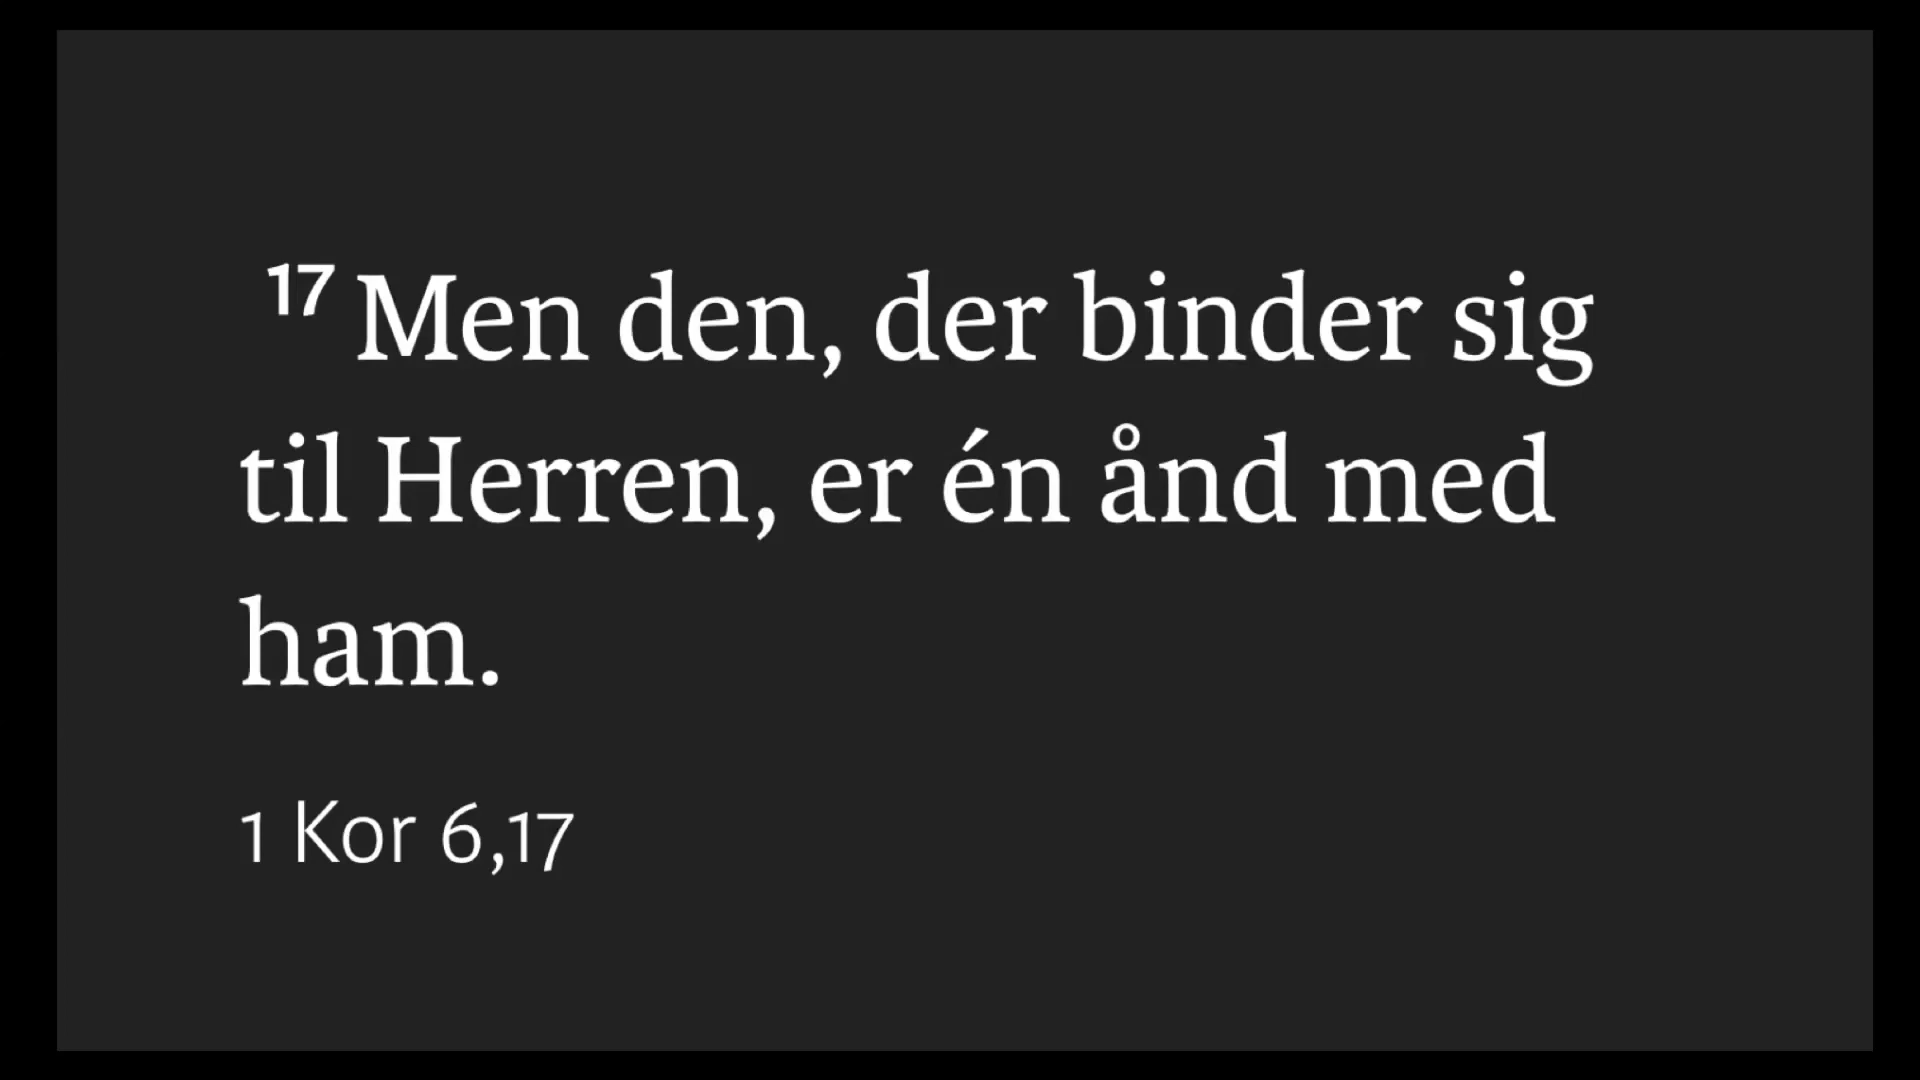 17 Men den, der binder sig
til Herren, er én ånd med
ham.
1 Kor 6,17